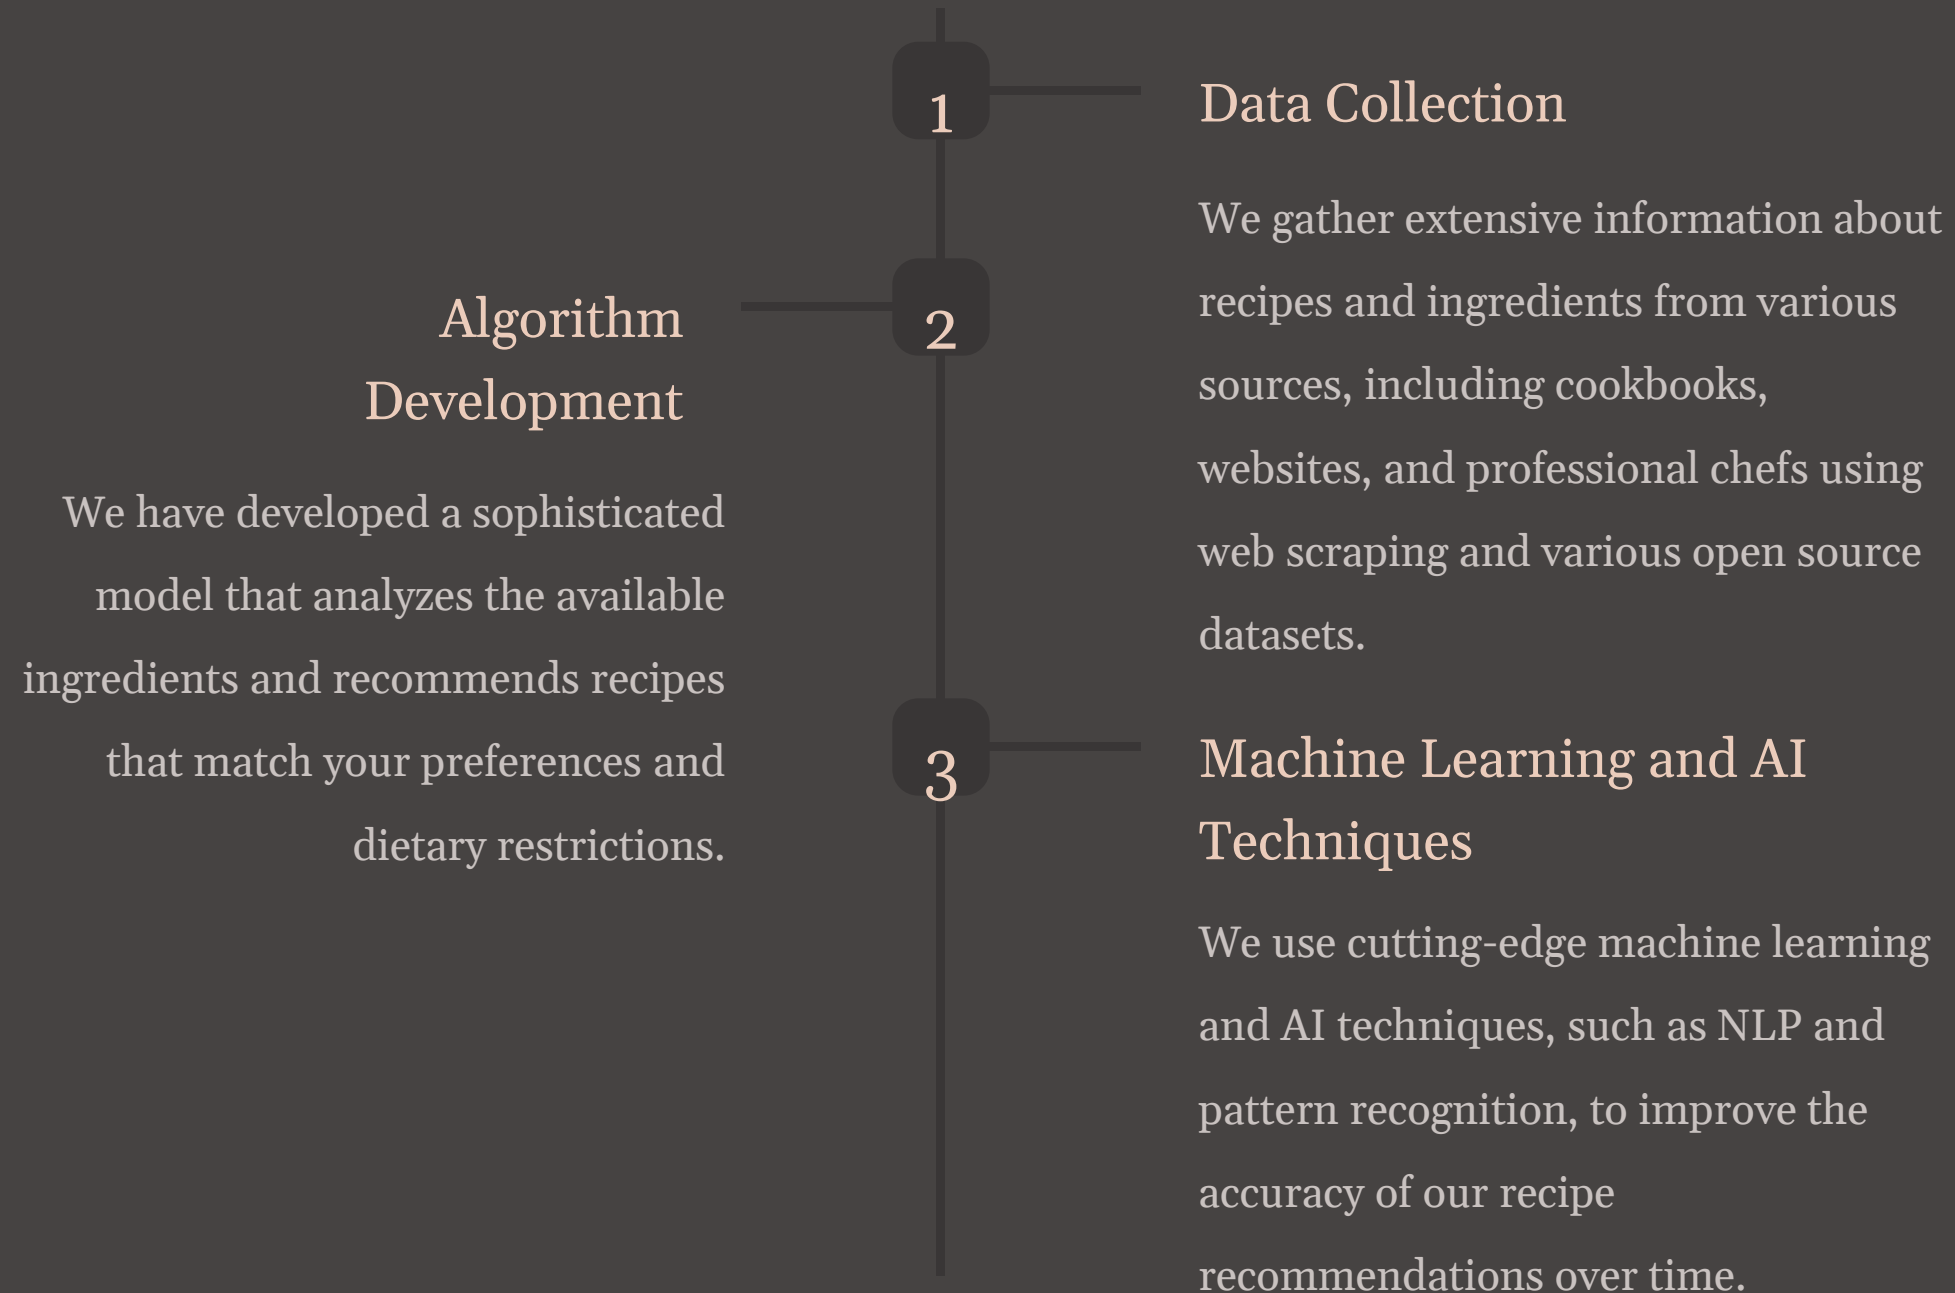 1
Data Collection
We gather extensive information about
recipes and ingredients from various
sources, including cookbooks,
websites, and professional chefs using
web scraping and various open source
datasets.
2
Algorithm
Development
We have developed a sophisticated
model that analyzes the available
ingredients and recommends recipes
that match your preferences and
dietary restrictions.
3
Machine Learning and AI
Techniques
We use cutting-edge machine learning
and AI techniques, such as NLP and
pattern recognition, to improve the
accuracy of our recipe
recommendations over time.